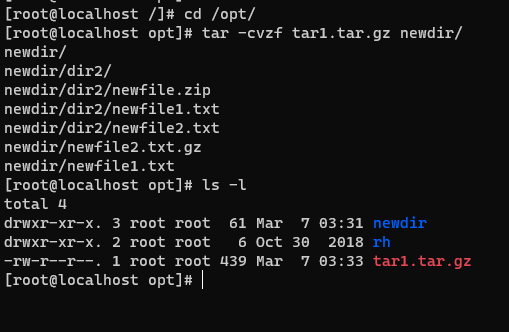 [root@localhost /]# cd /opt/
[root@localhost opt]# tar -cvzf tar1.tar.gz newdir/
newdir/
newdir/dir2/
newdir/dir2/newfile.zip
newdir/dir2/newfile1.txt
newdir/dir2/newfile2.txt
newdir/newfile2.txt.gz
newdir/newfile1.txt
[root@localhost opt]# ls -l
total 4
drwxr-xr-x. 3 root root  61 Mar  7 03:31 newdir
drwxr-xr-x. 2 root root   6 Oct 30  2018 rh
-rw-r--r--. 1 root root 439 Mar  7 03:33 tar1.tar.gz
[root@localhost opt]#